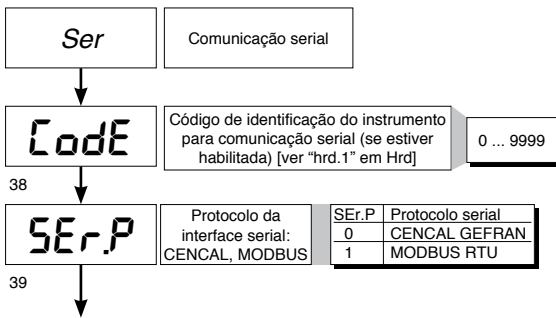 Ser
Comunicação serial
CodE
Código de identificação do instrumento
para comunicação serial (se estiver
habilitada) [ver “hrd.1” em Hrd]
0 ... 9999
38
SEr.P
Protocolo da
interface serial:
CENCAL, MODBUS
SEr.P Protocolo serial
0 CENCAL GEFRAN
1 MODBUS RTU
39